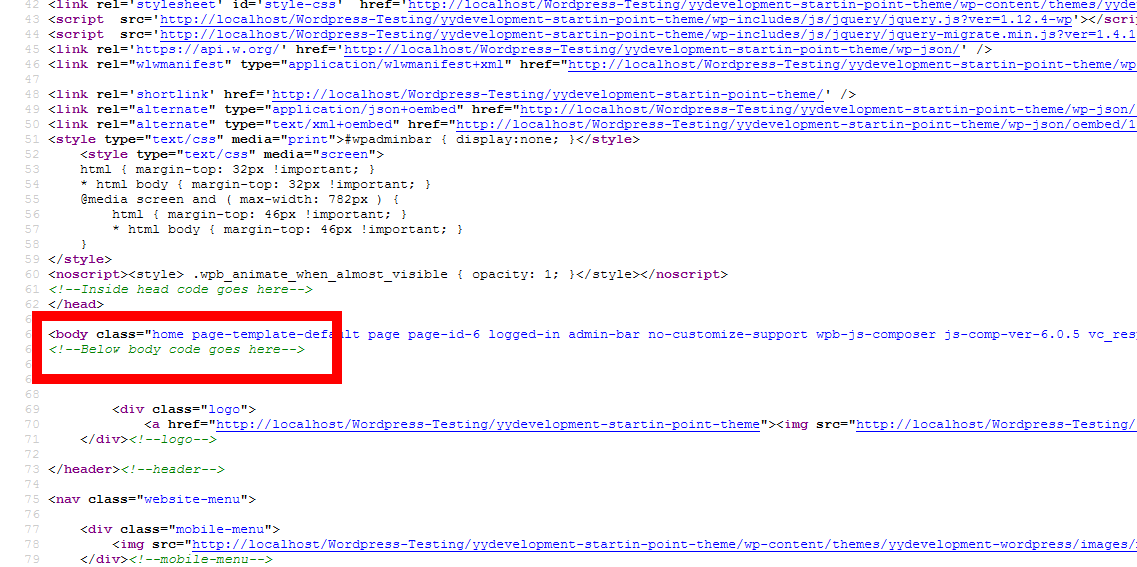 42 <link rel='stylesheet' id='style-css' href='http://localhost/Wordpress-Testing/yydevelopment-startin-point-theme/wp-content/themes/yydevelopment
43 <script src='http://localhost/Wordpress-Testing/yydevelopment-startin-point-theme/wp-includes/js/jquery/jquery.js?ver=1.12.4-wp'></scri
44 <script src='http://localhost/Wordpress-Testing/yydevelopment-startin-point-theme/wp-includes/js/jquery/jquery-migrate.min.js?ver=1.4.1
45 <link rel='https://api.w.org/' href='http://localhost/Wordpress-Testing/yydevelopment-startin-point-theme/wp-json/' />
46 <link rel="wlwmanifest" type="application/wlwmanifest+xml" href="http://localhost/Wordpress-Testing/yydevelopment-startin-point-theme/wp
47
48 <link rel='shortlink' href='http://localhost/Wordpress-Testing/yydevelopment-startin-point-theme/' />
49 <link rel="alternate" type="application/json+oembed" href="http://localhost/Wordpress-Testing/yydevelopment-startin-point-theme/wp-json/
50 <link rel="alternate" type="text/xml+oembed" href="http://localhost/Wordpress-Testing/yydevelopment-startin-point-theme/wp-json/oembed/1
51 <style type="text/css" media="print">#wpadminbar { display:none; }</style>
52 <style type="text/css" media="screen">
53 html { margin-top: 32px !important; }
54 * html body { margin-top: 32px !important; }
55 @media screen and ( max-width: 782px ) {
56 html { margin-top: 46px !important; }
57 * html body { margin-top: 46px !important; }
58 }
59 </style>
60 <noscript><style> .wpb_animate_when_almost_visible { opacity: 1; }</style></noscript>
61 <!--Inside head code goes here-->
62 </head>
<body class="home page-template-default page page-id-6 logged-in admin-bar no-customize-support wpb-js-composer js-comp-ver-6.0.5 vc_resp
<!--Below body code goes here-->
68
69 <div class="logo">
70 <a href="http://localhost/Wordpress-Testing/yydevelopment-startin-point-theme"><img src="http://localhost/Wordpress-Testing/
71 </div><!--logo-->
72
73 </header><!--header-->
74
75 <nav class="website-menu">
76
77 <div class="mobile-menu">
78 <img src="http://localhost/Wordpress-Testing/yydevelopment-startin-point-theme/wp-content/themes/yydevelopment-wordpress/images/
79 </div><!--mobile-menu-->